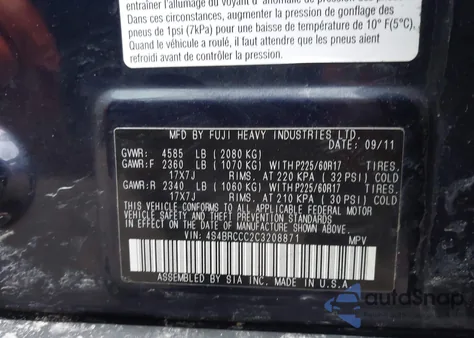 Dans ces circonstances, augmenter la pression de gonflage des
pneus de 1psi (7kPa) pour une baisse de température de 10° F(5°C).
Quand le véhicule a roulé, il faut attendre que les pneus aient
refroidi avant de contrôler la pression.
MFD BY FUJI HEAVY INDUSTRIES LTD.
DATE: 09/11
GVWR: 4585 LB (2080 KG)
GAWR:F 2360 LB (1070 KG) WITH P225/60R17 TIRES,
17X7J RIMS, AT 220 KPA (32 PSI) COLD
GAWR:R 2340 LB (1060 KG) WITH P225/60R17 TIRES,
17X7J RIMS, AT 210 KPA (30 PSI) COLD
THIS VEHICLE CONFORMS TO ALL APPLICABLE FEDERAL MOTOR
VEHICLE SAFETY AND THEFT PREVENTION STANDARDS
IN EFFECT ON THE DATE OF MANUFACTURE SHOWN ABOVE.
VIN: 4S4BRCCC2C3208871 MPV
ASSEMBLED BY SIA INC. MADE IN U.S.A
autoSnap